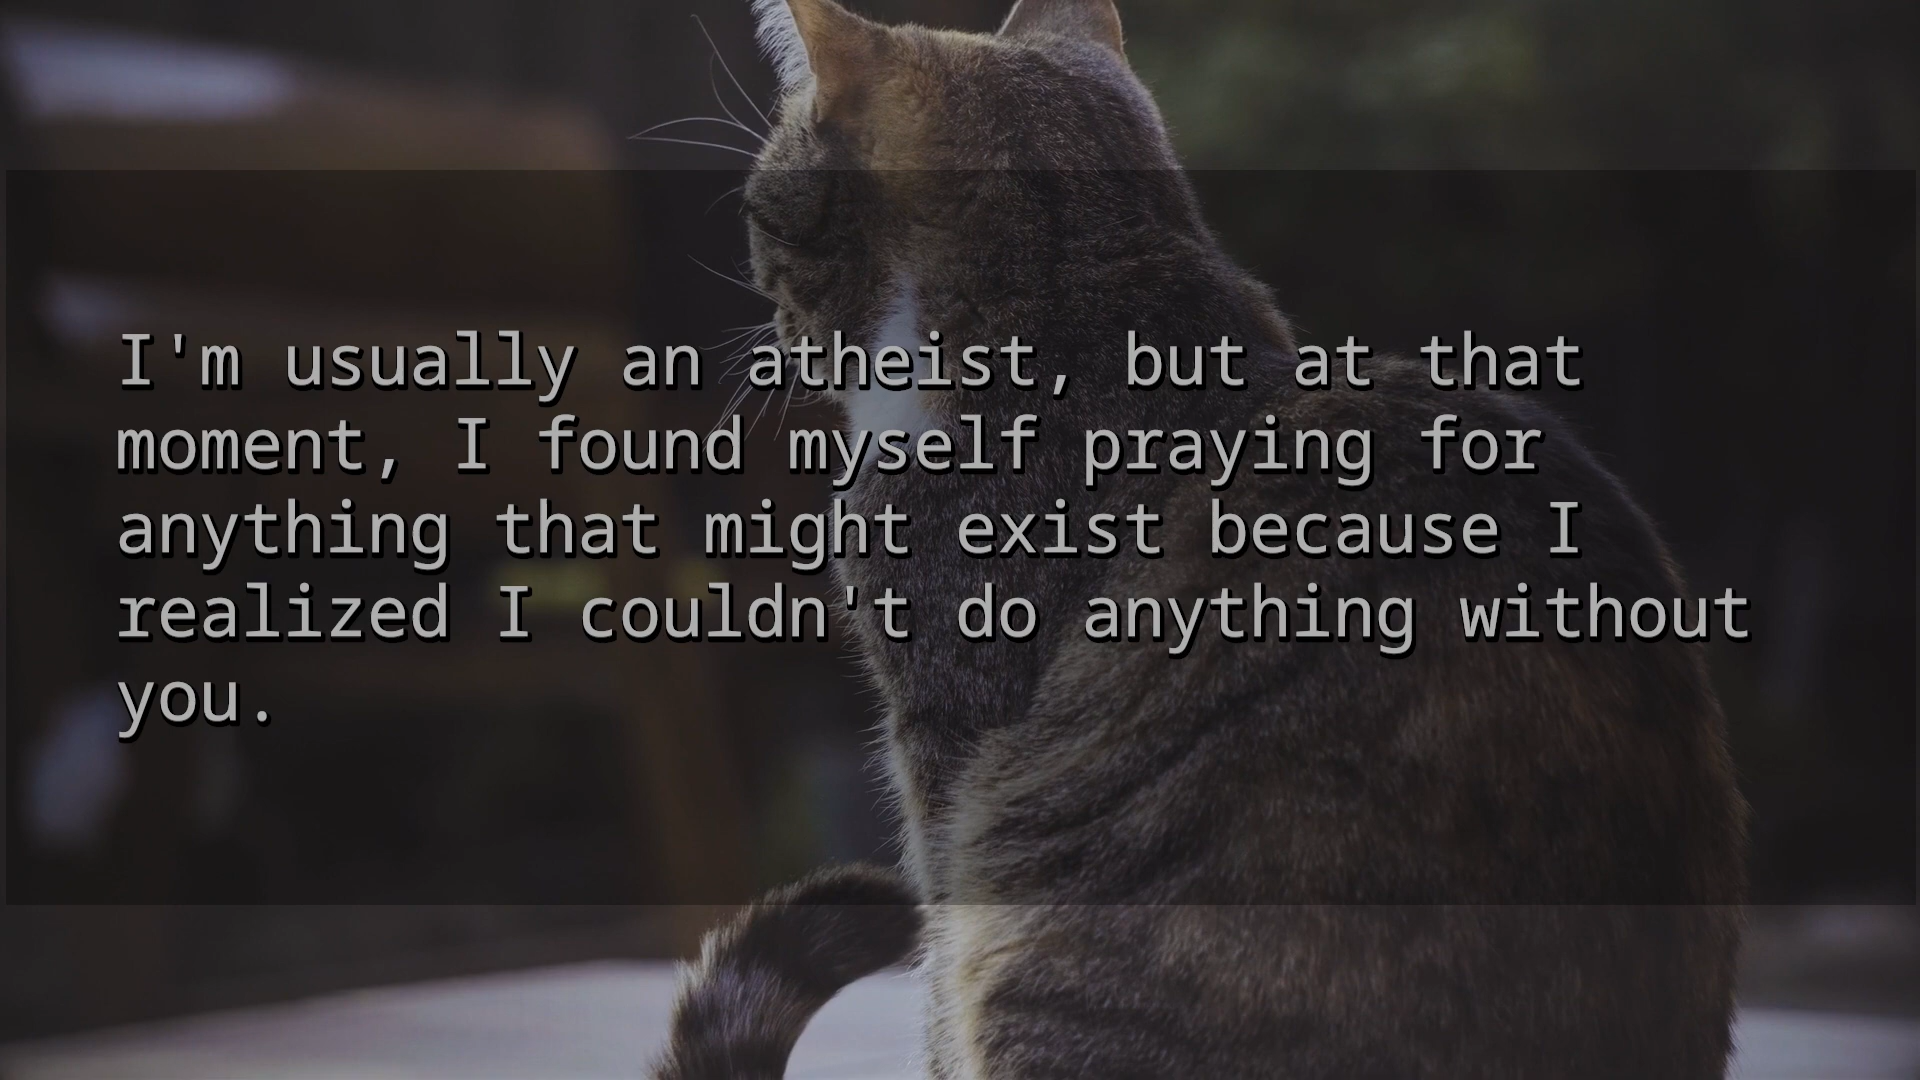 I'm usually an atheist, but at that
moment, I found myself praying for
anything that might exist because I
realized I couldn't do anything without
you.